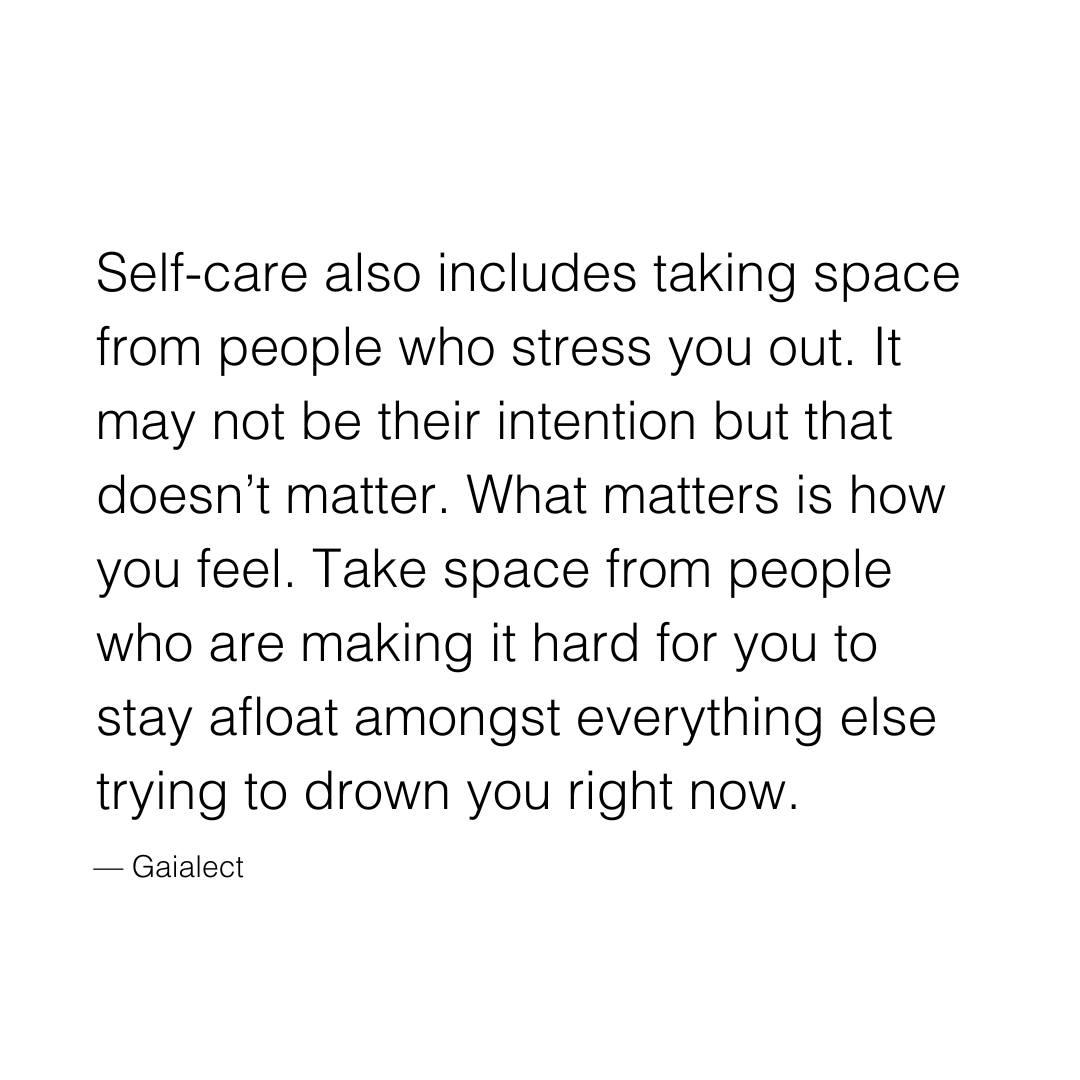 Self-care also includes taking space
from people who stress you out. It
may not be their intention but that
doesn’t matter. What matters is how
you feel. Take space from people
who are making it hard for you to
stay afloat amongst everything else
trying to drown you right now.
— Gaialect